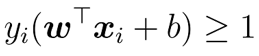 yᵢ(𝒘ᵀ𝒙ᵢ + b) ≥ 1